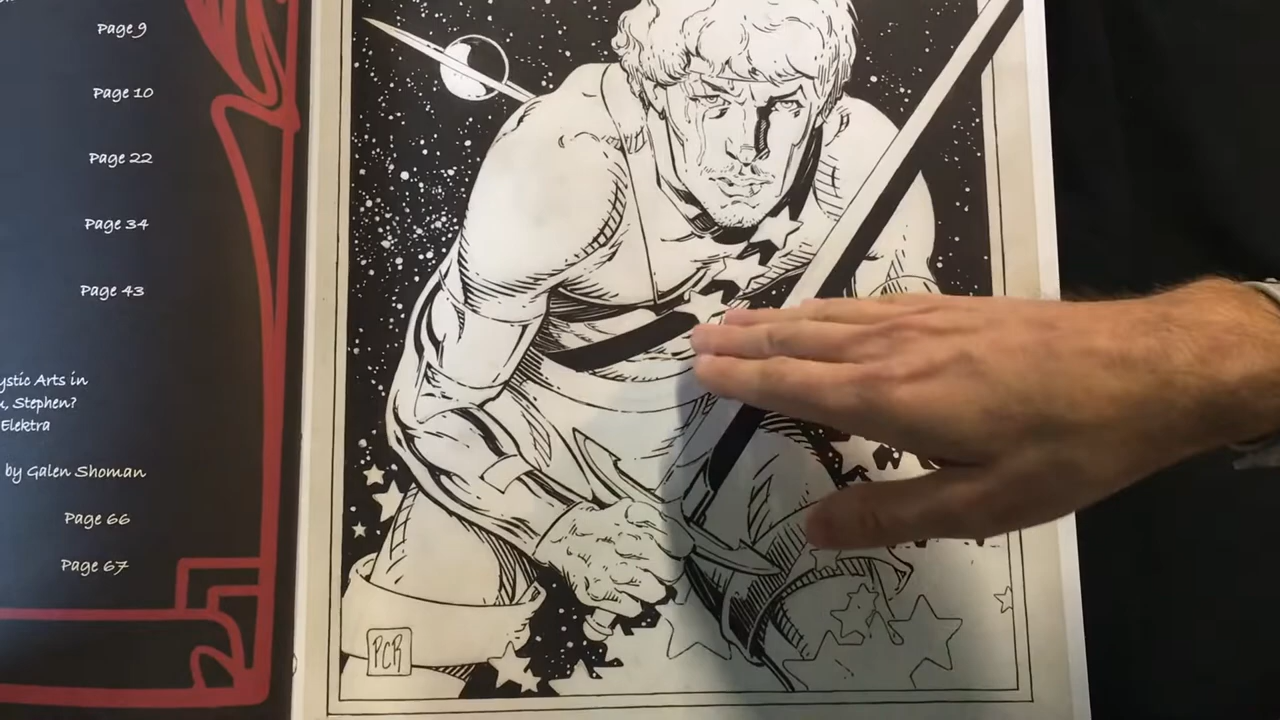 Page 9
Page 10
Page 22
Page 34
Page 43
Arts in
Stephen?
Elektra
by Galen Shoman
Page 66
Page 67
PCR